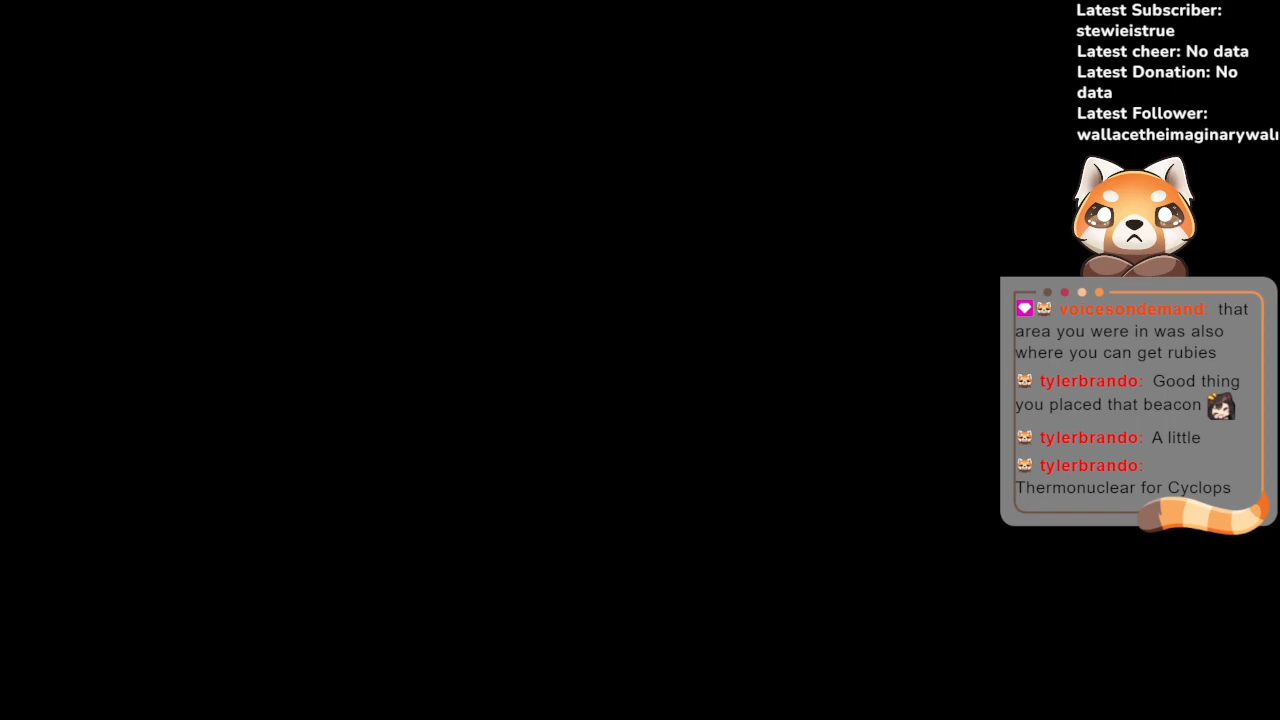 Latest Subscriber:
stewieistrue
Latest cheer: No data
Latest Donation: No
data
Latest Follower:
voicesondemand: that
area you were in was also
where you can get rubies
tylerbrando: Good thing
you placed that beacon
tylerbrando: A little
tylerbrando:
Thermonuclear for Cyclops